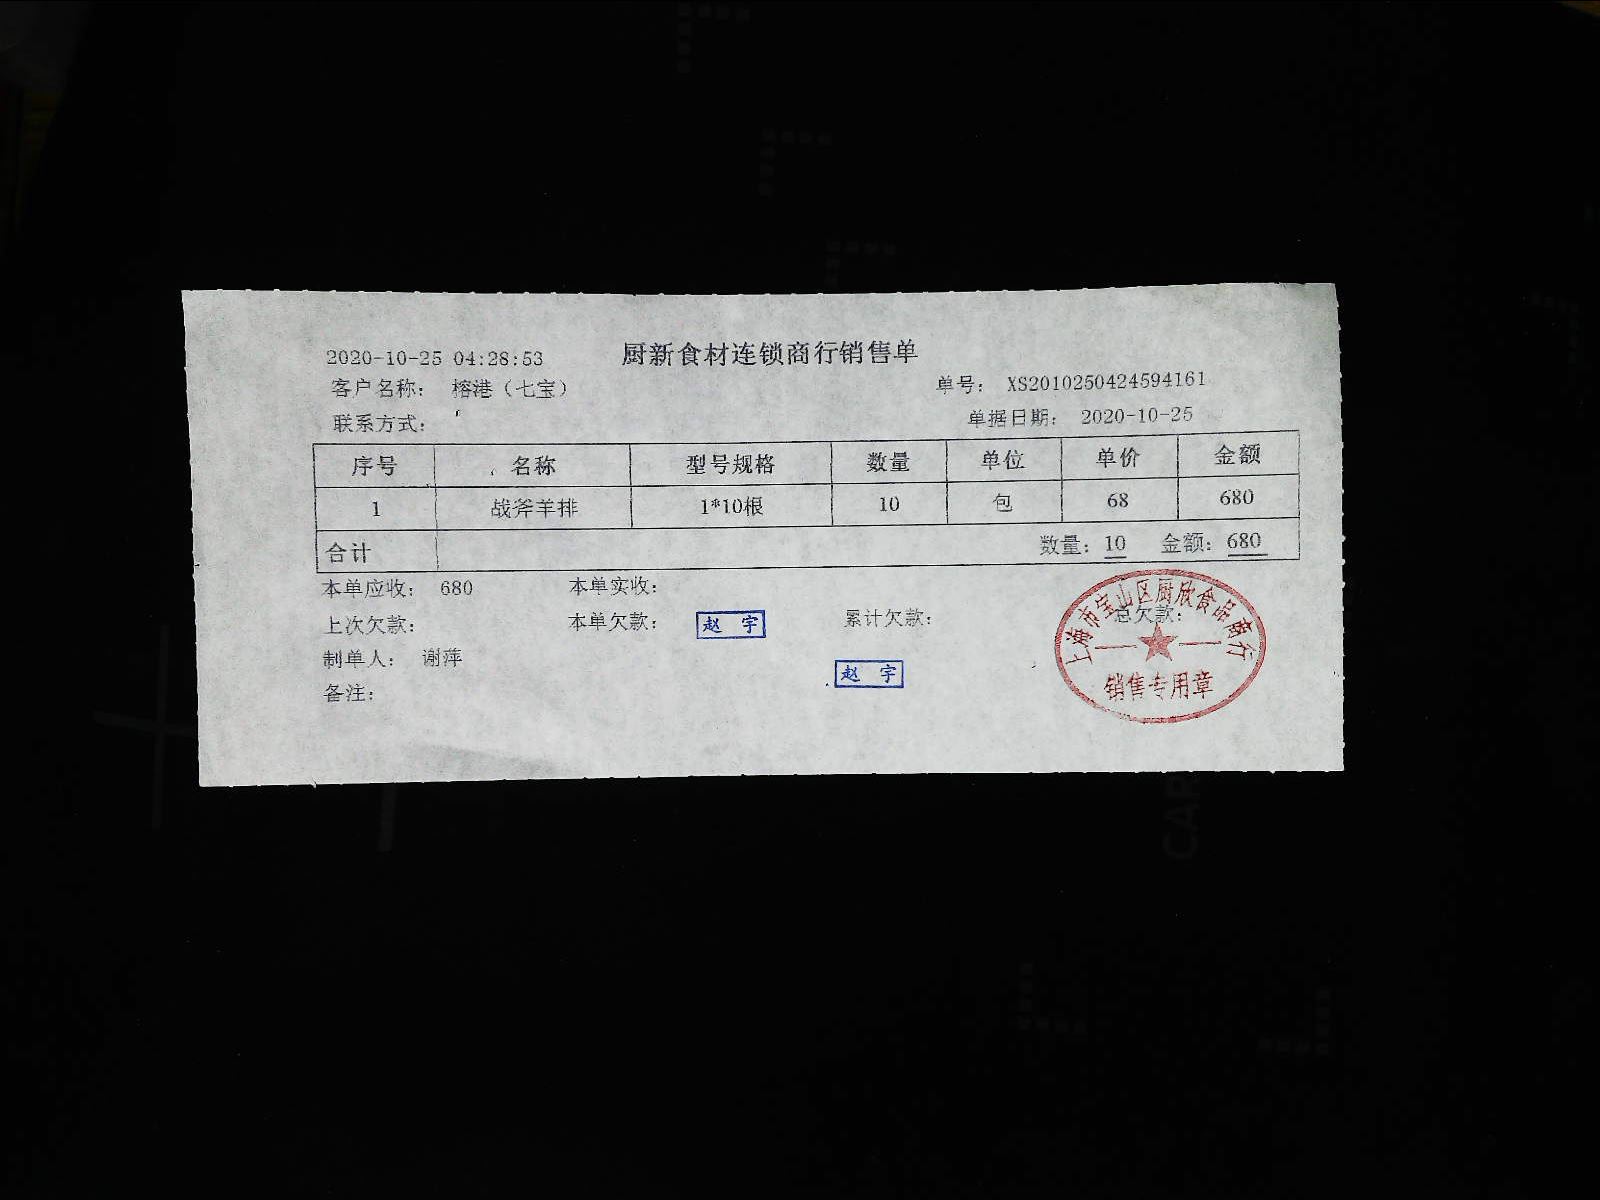 2020-10-25 04:28:53 厨新食材连锁商行销售单
客户名称: 榕港（七宝） 单号: XS2010250424594161
联系方式: 单据日期: 2020-10-25
序号 名称 型号规格 数量 单位 单价 金额
1 战斧羊排 1*10根 10 包 68 680
合计 数量: 10 金额: 680
本单应收: 680 本单实收:
上次欠款: 本单欠款: 赵宇 累计欠款: 总欠款:
制单人: 谢萍
赵宇
备注:
上海市宝山区厨欣食品商行
销售专用章